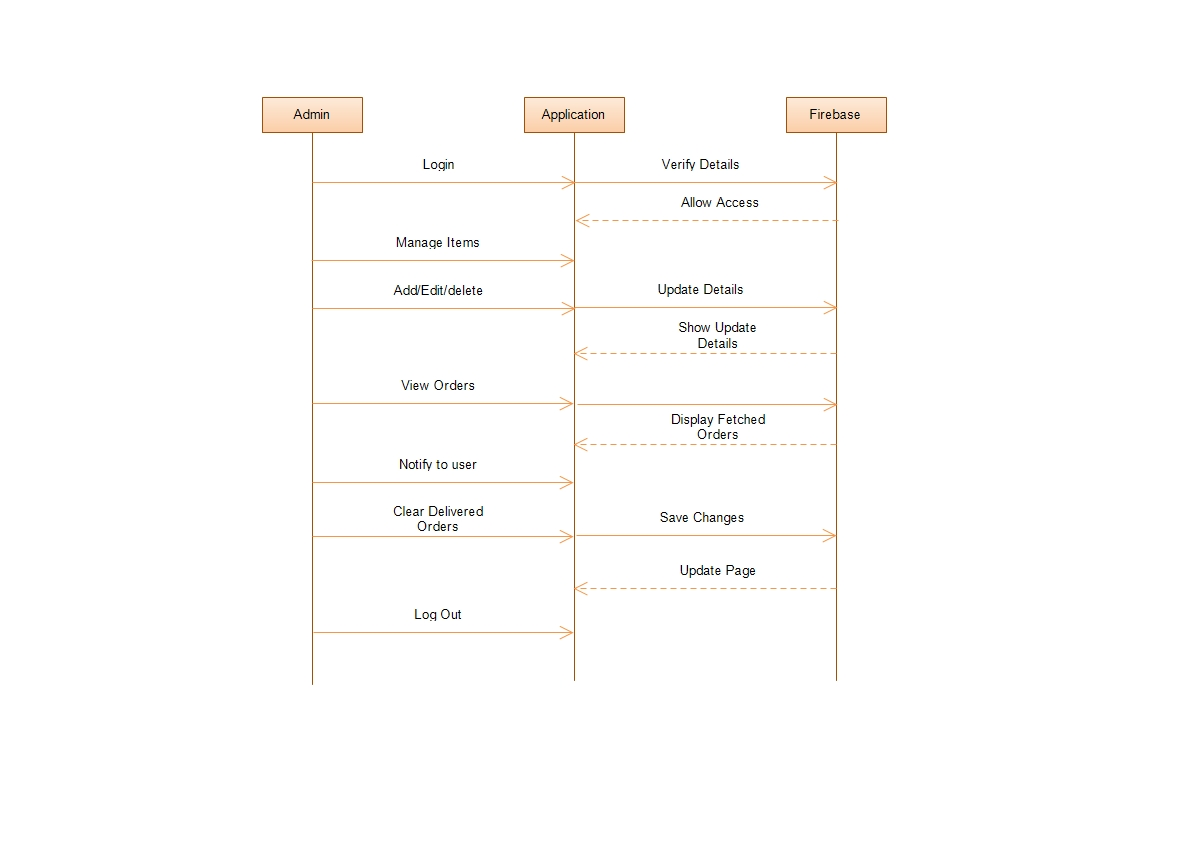 Admin
Application
Firebase
Login
Verify Details
Allow Access
Manage Items
Add/Edit/delete
Update Details
Show Update
Details
View Orders
Display Fetched
Orders
Notify to user
Clear Delivered
Orders
Save Changes
Update Page
Log Out